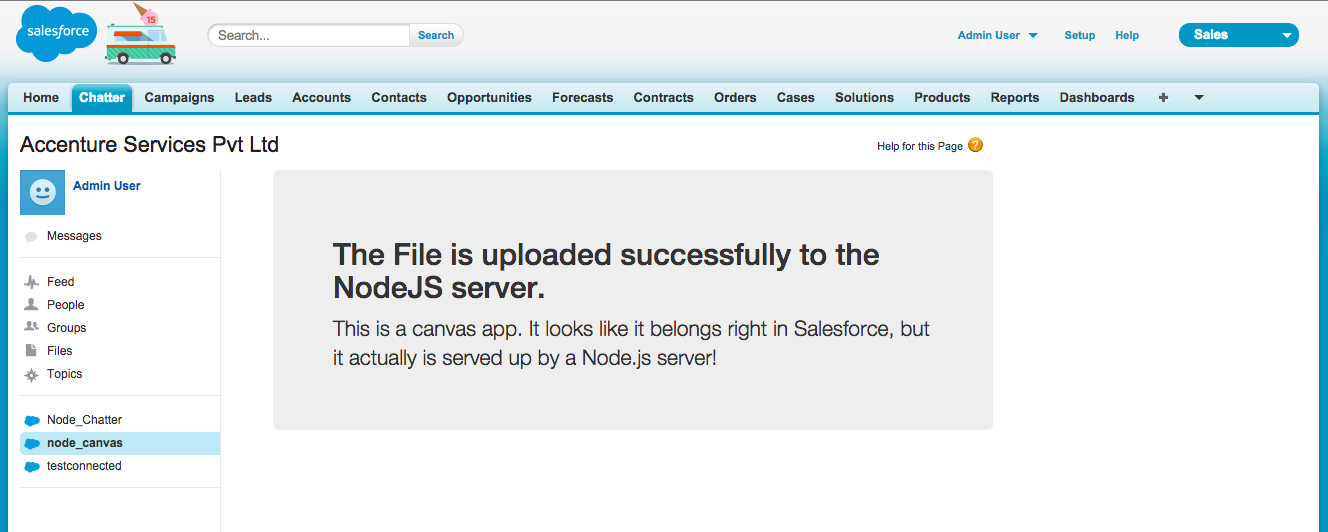 salesforce
15
Search...
Search
Admin User
Setup
Help
Sales
Home Chatter Campaigns Leads Accounts Contacts Opportunities Forecasts Contracts Orders Cases Solutions Products Reports Dashboards +
Accenture Services Pvt Ltd
Help for this Page ?
Admin User
Messages
Feed
People
Groups
Files
Topics
Node_Chatter
node_canvas
testconnected
The File is uploaded successfully to the
NodeJS server.
This is a canvas app. It looks like it belongs right in Salesforce, but
it actually is served up by a Node.js server!